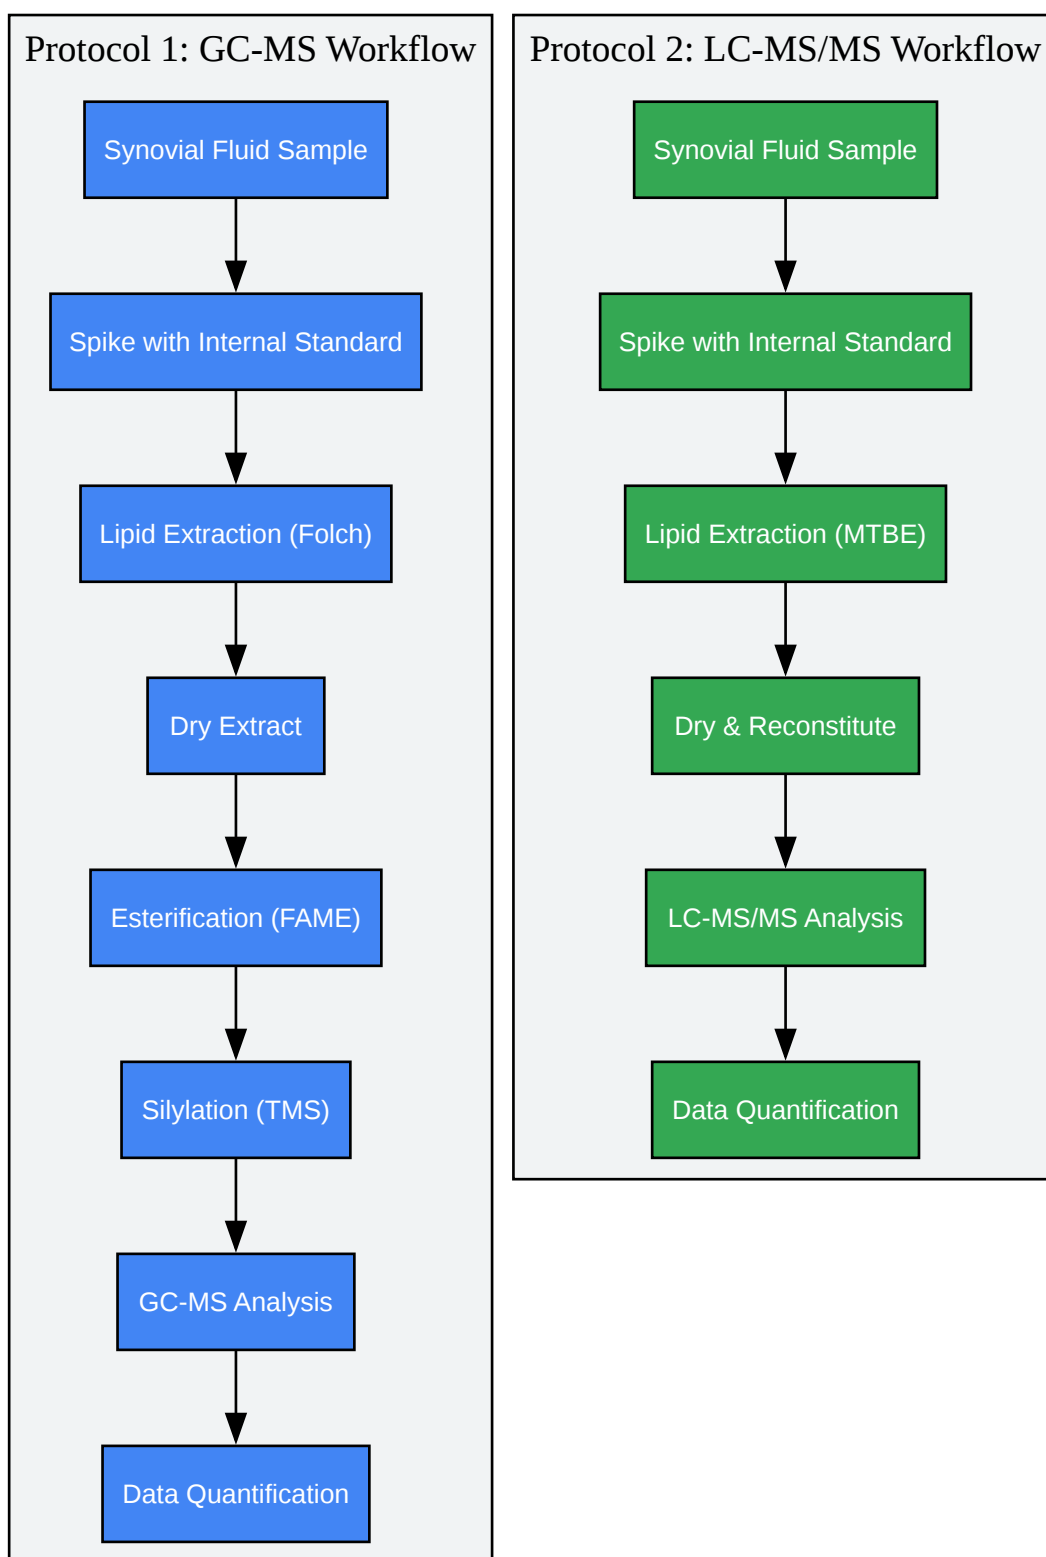 Protocol 1: GC-MS Workflow
Synovial Fluid Sample
Spike with Internal Standard
Lipid Extraction (Folch)
Dry Extract
Esterification (FAME)
Silylation (TMS)
GC-MS Analysis
Data Quantification
Protocol 2: LC-MS/MS Workflow
Synovial Fluid Sample
Spike with Internal Standard
Lipid Extraction (MTBE)
Dry & Reconstitute
LC-MS/MS Analysis
Data Quantification